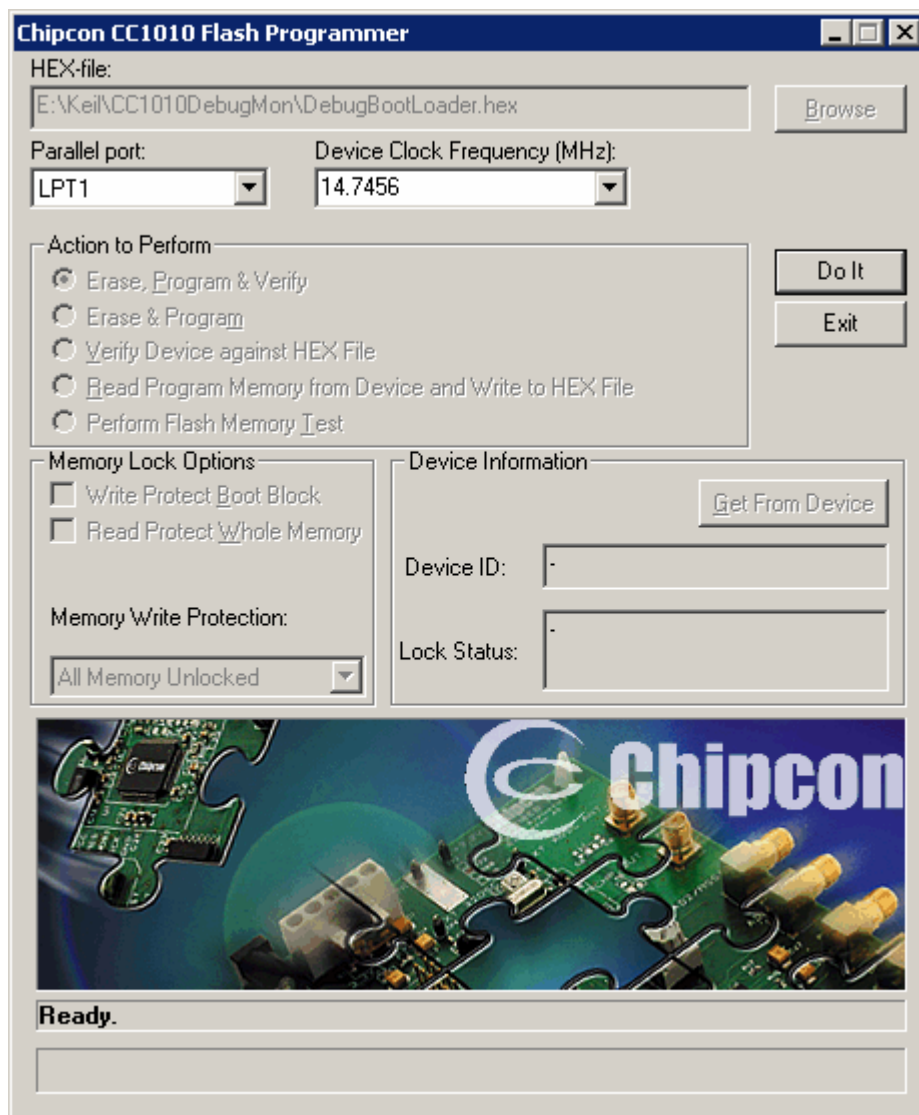 Chipcon CC1010 Flash Programmer
HEX-file:
E:\Keil\CC1010DebugMon\DebugBootLoader.hex
Browse
Parallel port:
Device Clock Frequency (MHz):
LPT1
14.7456
Action to Perform
Erase, Program & Verify
Erase & Program
Verify Device against HEX File
Read Program Memory from Device and Write to HEX File
Perform Flash Memory Test
Do It
Exit
Memory Lock Options
Write Protect Boot Block
Read Protect Whole Memory
Memory Write Protection:
All Memory Unlocked
Device Information
Get From Device
Device ID:
-
Lock Status:
-
Chipcon
Chipcon
Ready.